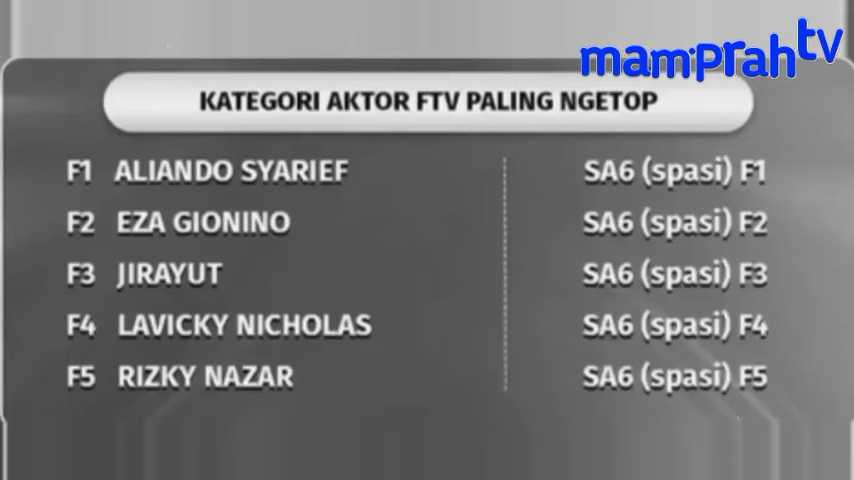 mamprahtv
KATEGORI AKTOR FTV PALING NGETOP
F1 ALIANDO SYARIEF SA6 (spasi) F1
F2 EZA GIONINO SA6 (spasi) F2
F3 JIRAYUT SA6 (spasi) F3
F4 LAVICKY NICHOLAS SA6 (spasi) F4
F5 RIZKY NAZAR SA6 (spasi) F5